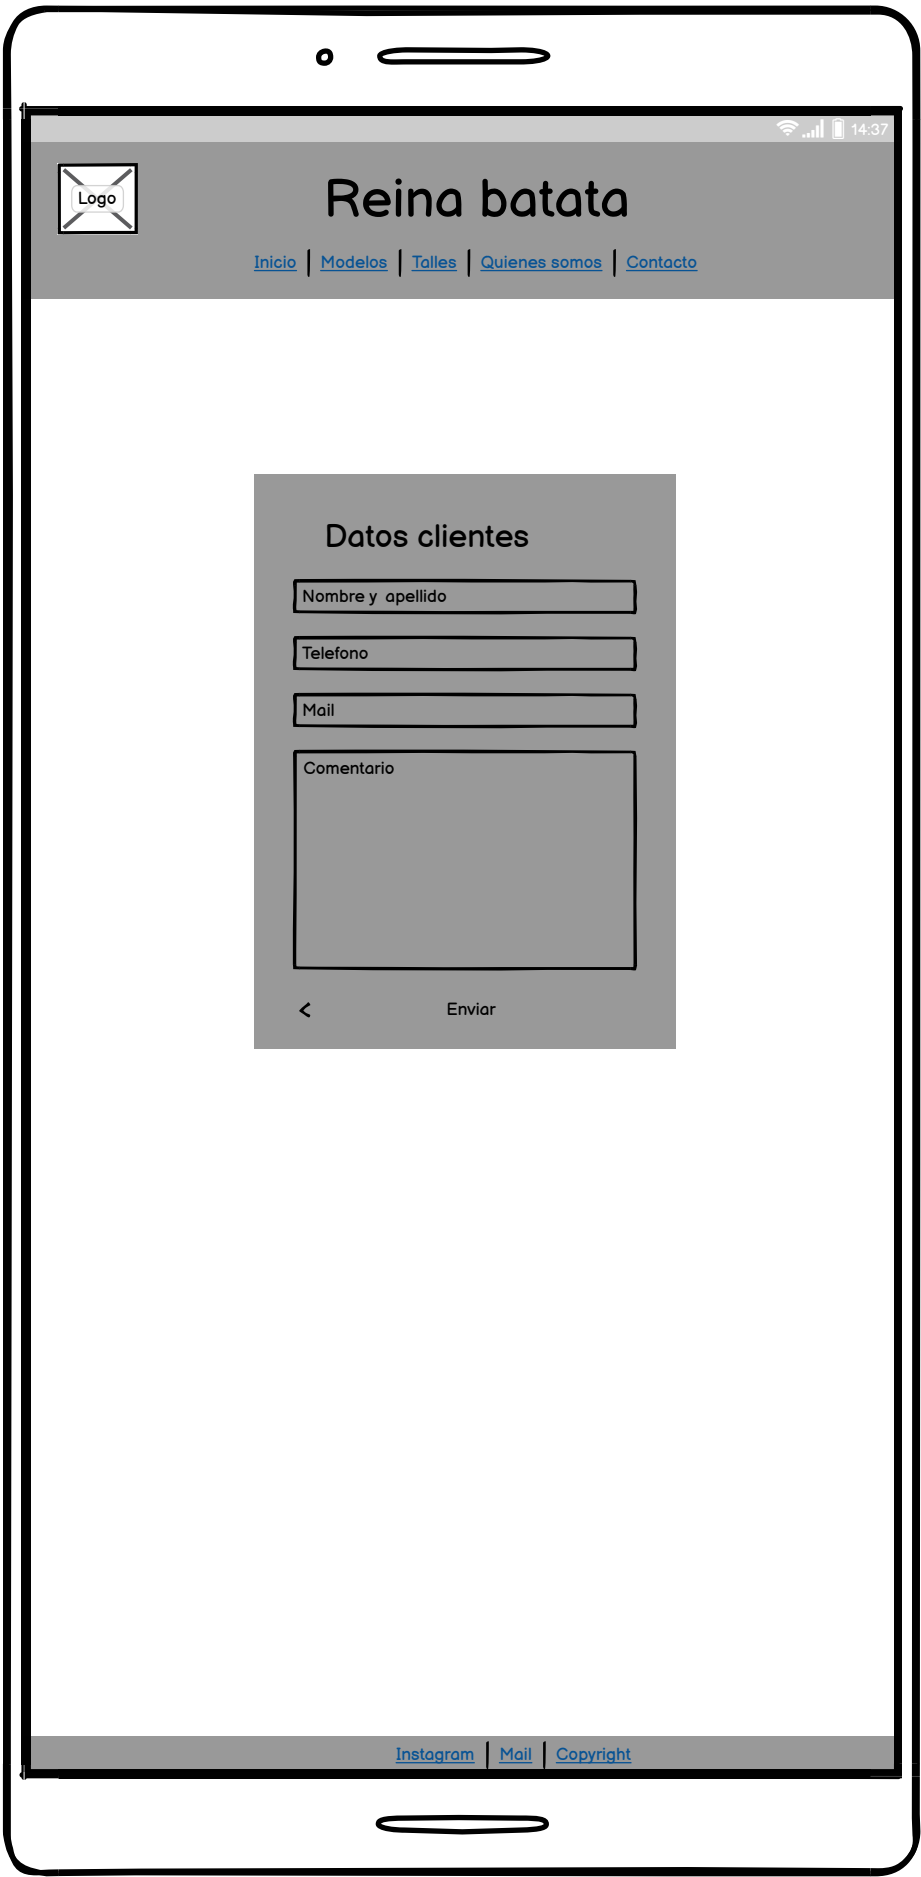 14:37
Logo
Reina batata
Inicio Modelos Talles Quienes somos Contacto
Datos clientes
Nombre y apellido
Telefono
Mail
Comentario
< Enviar
Instagram Mail Copyright